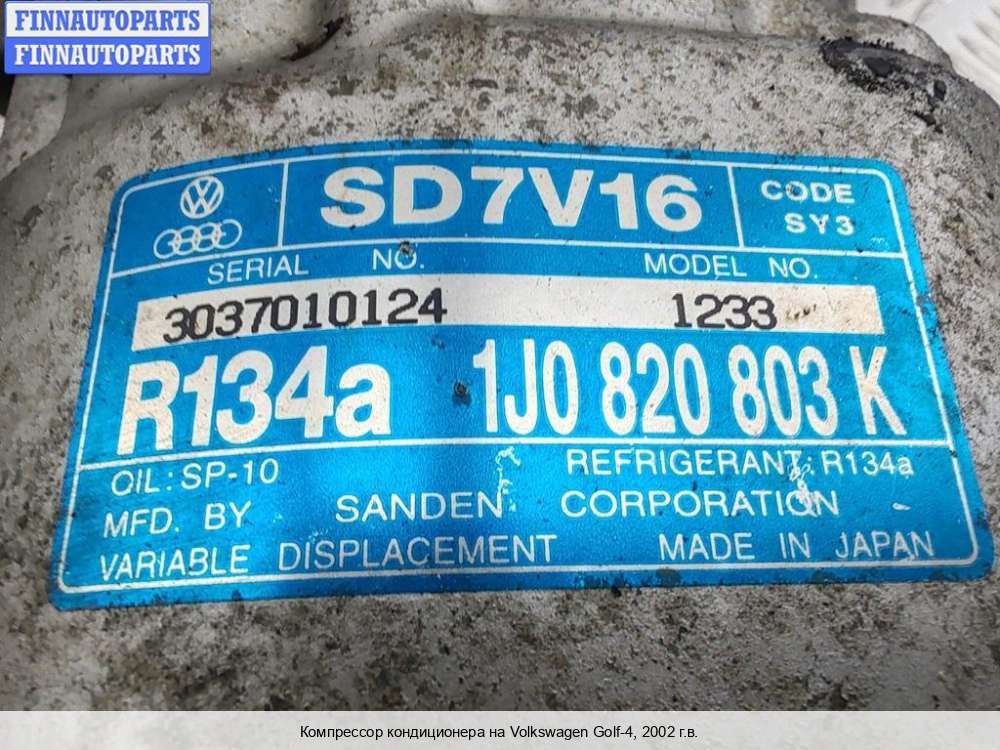 FINNAUTOPARTS
FINNAUTOPARTS
SD7V16
CODE
SY3
SERIAL NO.
MODEL NO.
3037010124
1233
R134a
1J0 820 803 K
OIL: SP-10
REFRIGERANT: R134a
MFD. BY SANDEN CORPORATION
VARIABLE DISPLACEMENT
MADE IN JAPAN
Компрессор кондиционера на Volkswagen Golf-4, 2002 г.в.